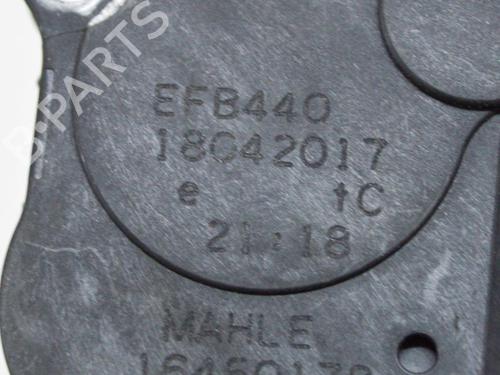 B-PARTS
EFB440
18042017
e tC
21:18
MAHLE